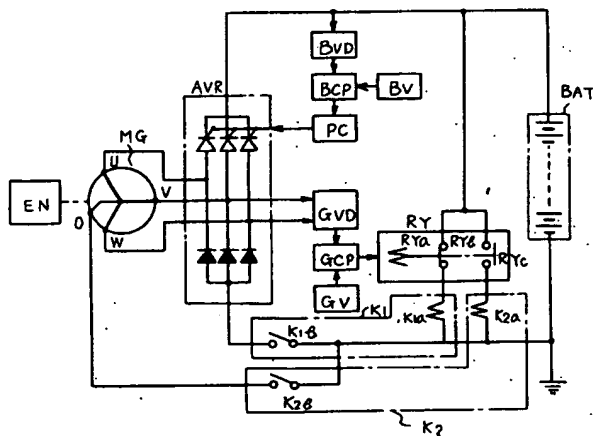 BVD
AVR
BCP
BV
BAT
PC
MG
U
EN
V
O
W
GVD
RY
RYa
RYb
RYc
GCP
GV
K1
K1a
K2a
K1b
K2b
K2